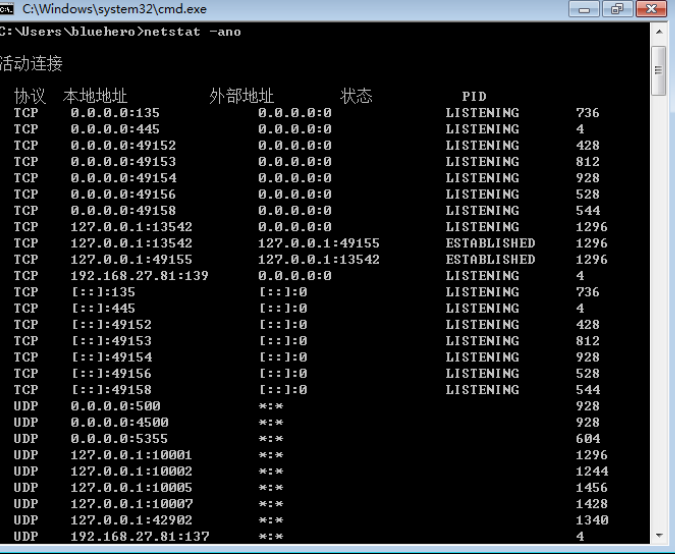 C:\Windows\system32\cmd.exe
C:\Users\bluehero>netstat -ano
活动连接
协议 本地地址 外部地址 状态 PID
TCP 0.0.0.0:135 0.0.0.0:0 LISTENING 736
TCP 0.0.0.0:445 0.0.0.0:0 LISTENING 4
TCP 0.0.0.0:49152 0.0.0.0:0 LISTENING 428
TCP 0.0.0.0:49153 0.0.0.0:0 LISTENING 812
TCP 0.0.0.0:49154 0.0.0.0:0 LISTENING 928
TCP 0.0.0.0:49156 0.0.0.0:0 LISTENING 528
TCP 0.0.0.0:49158 0.0.0.0:0 LISTENING 544
TCP 127.0.0.1:13542 0.0.0.0:0 LISTENING 1296
TCP 127.0.0.1:13542 127.0.0.1:49155 ESTABLISHED 1296
TCP 127.0.0.1:49155 127.0.0.1:13542 ESTABLISHED 1296
TCP 192.168.27.81:139 0.0.0.0:0 LISTENING 4
TCP [::]:135 [::]:0 LISTENING 736
TCP [::]:445 [::]:0 LISTENING 4
TCP [::]:49152 [::]:0 LISTENING 428
TCP [::]:49153 [::]:0 LISTENING 812
TCP [::]:49154 [::]:0 LISTENING 928
TCP [::]:49156 [::]:0 LISTENING 528
TCP [::]:49158 [::]:0 LISTENING 544
UDP 0.0.0.0:500 *:* 928
UDP 0.0.0.0:4500 *:* 928
UDP 0.0.0.0:5355 *:* 604
UDP 127.0.0.1:10001 *:* 1296
UDP 127.0.0.1:10002 *:* 1244
UDP 127.0.0.1:10005 *:* 1456
UDP 127.0.0.1:10007 *:* 1428
UDP 127.0.0.1:42902 *:* 1340
UDP 192.168.27.81:137 *:* 4